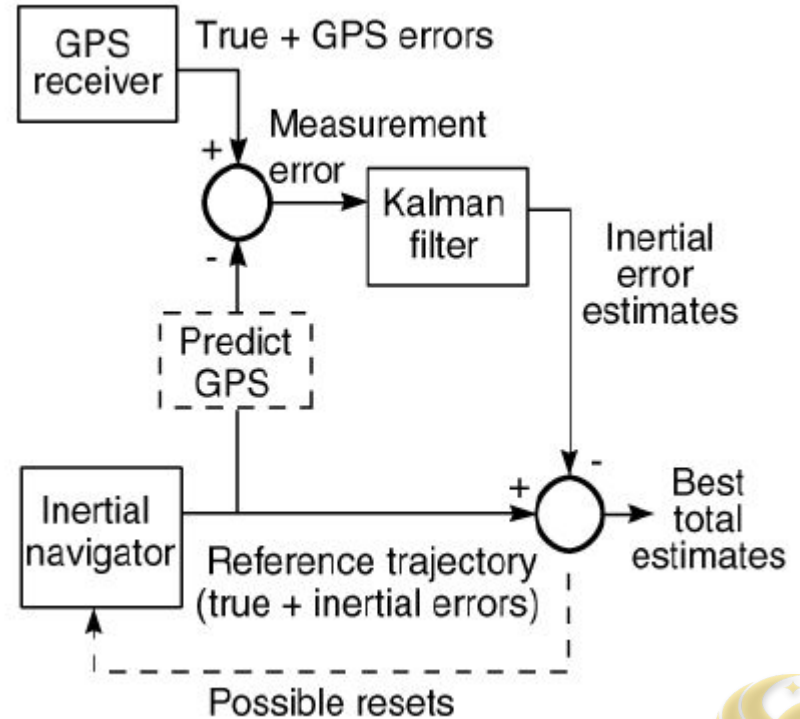 GPS
receiver
True + GPS errors
Measurement
error
+
-
Kalman
filter
Inertial
error
estimates
Predict
GPS
Inertial
navigator
+
-
Best
total
estimates
Reference trajectory
(true + inertial errors)
Possible resets